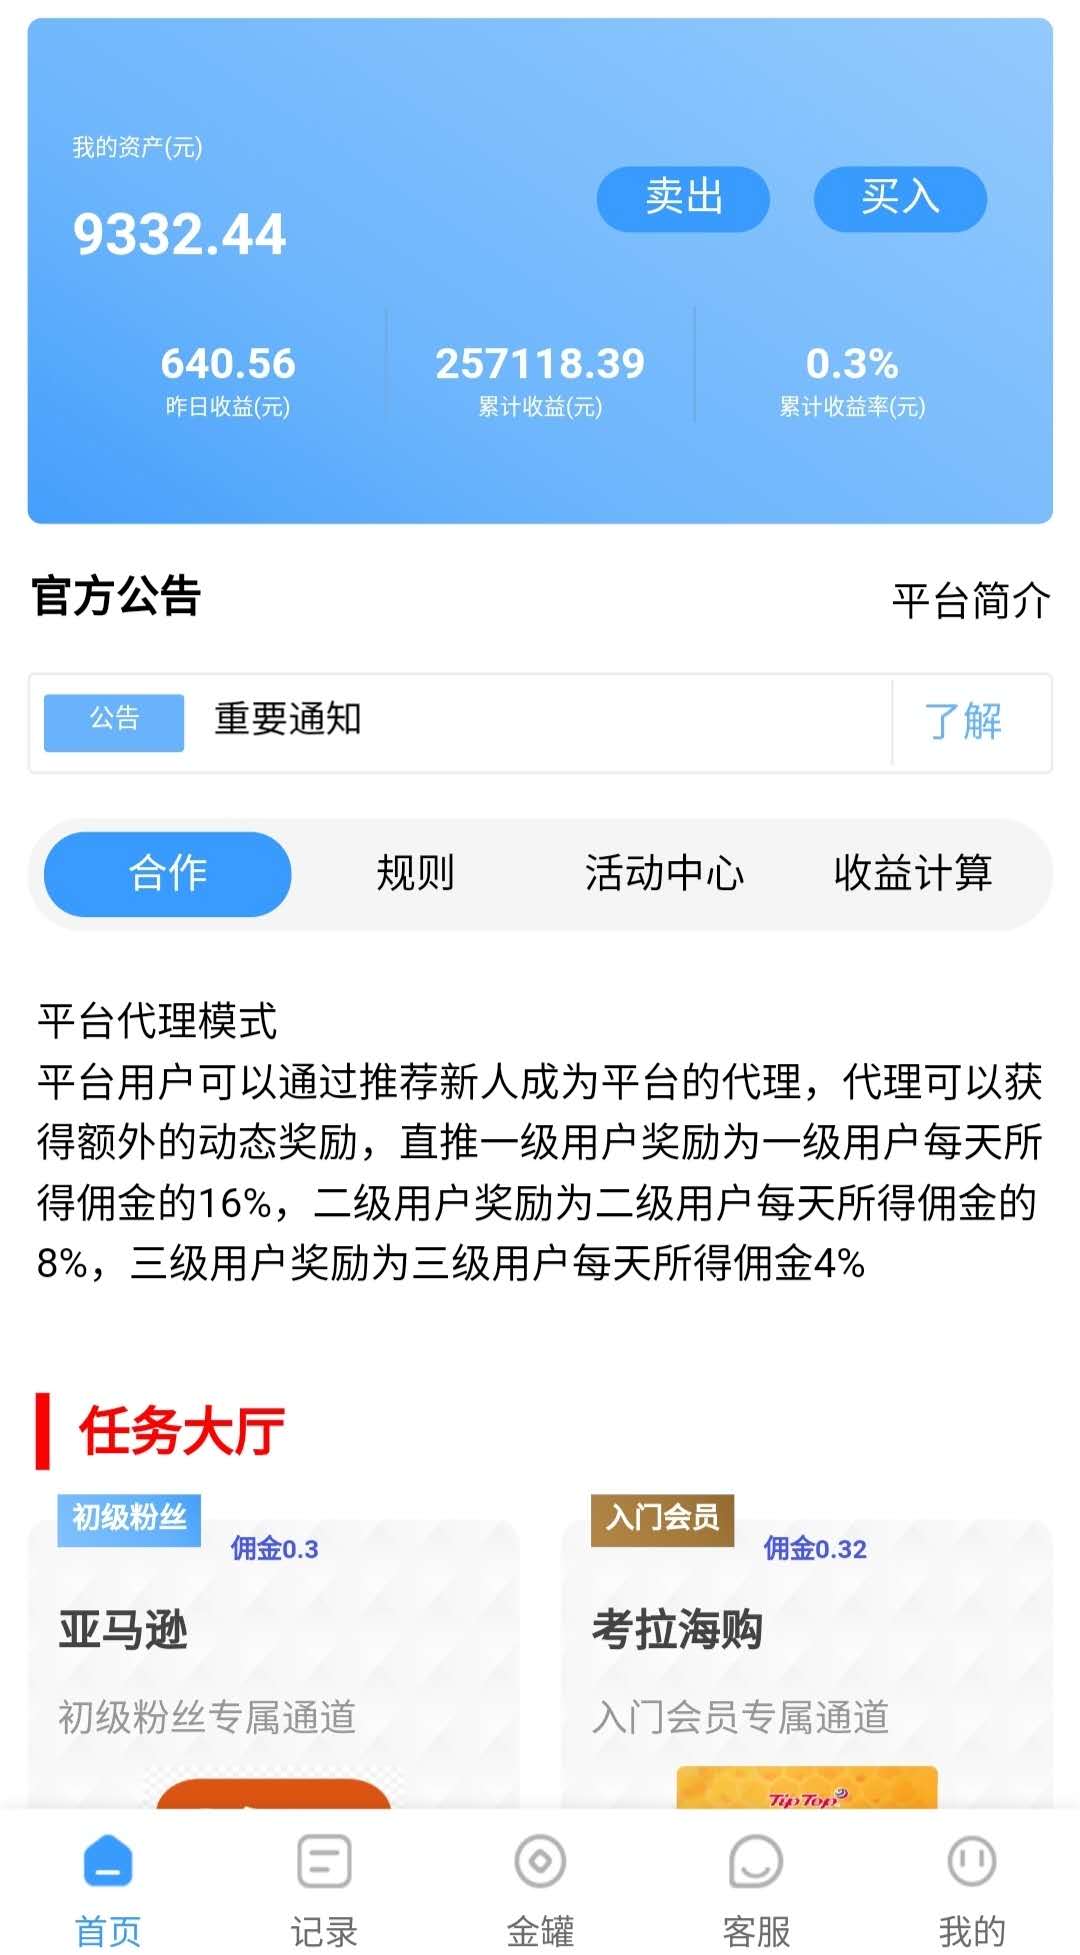 我的资产(元)
9332.44
卖出
买入
640.56
257118.39
0.3%
昨日收益(元)
累计收益(元)
累计收益率(元)
官方公告
平台简介
公告
重要通知
了解
合作
规则
活动中心
收益计算
平台代理模式
平台用户可以通过推荐新人成为平台的代理，代理可以获
得额外的动态奖励，直推一级用户奖励为一级用户每天所
得佣金的16%，二级用户奖励为二级用户每天所得佣金的
8%，三级用户奖励为三级用户每天所得佣金4%
任务大厅
初级粉丝
佣金0.3
亚马逊
初级粉丝专属通道
入门会员
佣金0.32
考拉海购
入门会员专属通道
TipTop
首页
记录
金罐
客服
我的